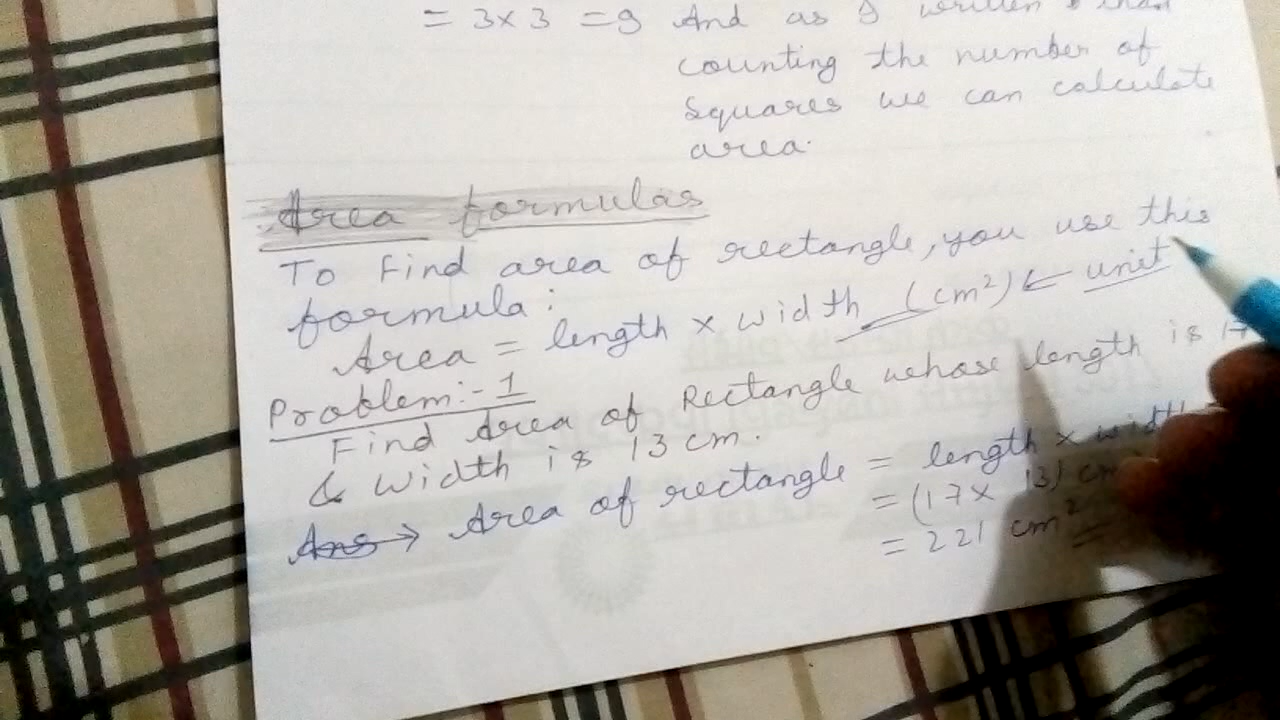 = 3×3 = 9 And as I written
counting the number of
squares we can calculate
area.
Area formulas
To Find area of rectangle, you use this
formula:
Area = length × width (cm²) ← unit
Problem:- 1
Find Area of Rectangle whose length is 17
& Width is 13 cm.
Ans → Area of rectangle = length × width
= (17 × 13) cm
= 221 cm²